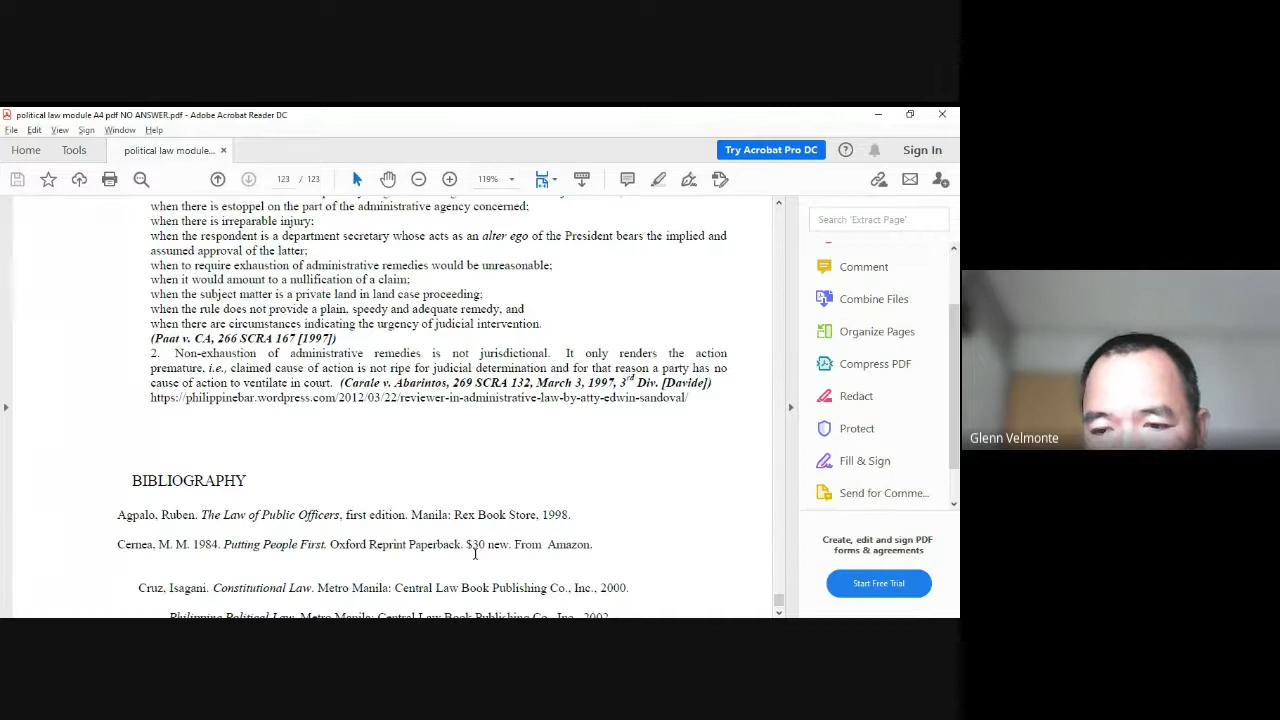 political law module A4 pdf NO ANSWER.pdf - Adobe Acrobat Reader DC
File Edit View Sign Window Help
Home Tools political law module... × Try Acrobat Pro DC Sign In
123 / 123 119%
when there is estoppel on the part of the administrative agency concerned;
when there is irreparable injury;
when the respondent is a department secretary whose acts as an alter ego of the President bears the implied and
assumed approval of the latter;
when to require exhaustion of administrative remedies would be unreasonable;
when it would amount to a nullification of a claim;
when the subject matter is a private land in land case proceeding;
when the rule does not provide a plain, speedy and adequate remedy, and
when there are circumstances indicating the urgency of judicial intervention.
(Paat v. CA, 266 SCRA 167 [1997])
2. Non-exhaustion of administrative remedies is not jurisdictional. It only renders the action
premature, i.e., claimed cause of action is not ripe for judicial determination and for that reason a party has no
cause of action to ventilate in court. (Carale v. Abarintos, 269 SCRA 132, March 3, 1997, 3rd Div. [Davide])
https://philippinebar.wordpress.com/2012/03/22/reviewer-in-administrative-law-by-atty-edwin-sandoval/
BIBLIOGRAPHY
Agpalo, Ruben. The Law of Public Officers, first edition. Manila: Rex Book Store, 1998.
Cernea, M. M. 1984. Putting People First. Oxford Reprint Paperback. $30 new. From Amazon.
Cruz, Isagani. Constitutional Law. Metro Manila: Central Law Book Publishing Co., Inc., 2000.
Philippine Political Law. Metro Manila: Central Law Book Publishing Co., Inc., 2002.
Search 'Extract Page'
Comment
Combine Files
Organize Pages
Compress PDF
Redact
Protect
Fill & Sign
Send for Comme...
Create, edit and sign PDF
forms & agreements
Start Free Trial
Glenn Velmonte